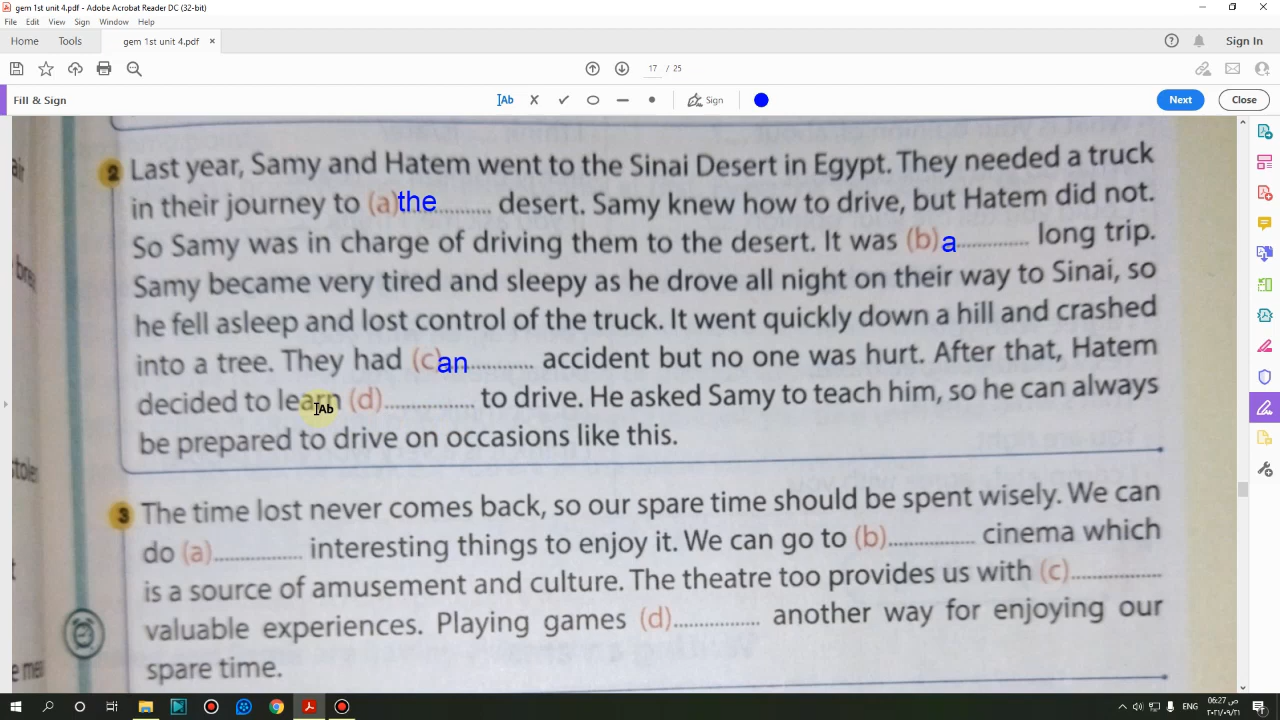 gem 1st unit 4.pdf - Adobe Acrobat Reader DC (32-bit)
File Edit View Sign Window Help
Home Tools gem 1st unit 4.pdf × Sign In
17 / 25
Fill & Sign Ab Sign Next Close
2 Last year, Samy and Hatem went to the Sinai Desert in Egypt. They needed a truck
in their journey to (a) the .......... desert. Samy knew how to drive, but Hatem did not.
So Samy was in charge of driving them to the desert. It was (b) a .............. long trip.
Samy became very tired and sleepy as he drove all night on their way to Sinai, so
he fell asleep and lost control of the truck. It went quickly down a hill and crashed
into a tree. They had (c) an ............ accident but no one was hurt. After that, Hatem
decided to learn (d) ................. to drive. He asked Samy to teach him, so he can always
be prepared to drive on occasions like this.
3 The time lost never comes back, so our spare time should be spent wisely. We can
do (a) ................. interesting things to enjoy it. We can go to (b) ................. cinema which
is a source of amusement and culture. The theatre too provides us with (c) .................
valuable experiences. Playing games (d) ................. another way for enjoying our
spare time.
ENG 06:27 ص